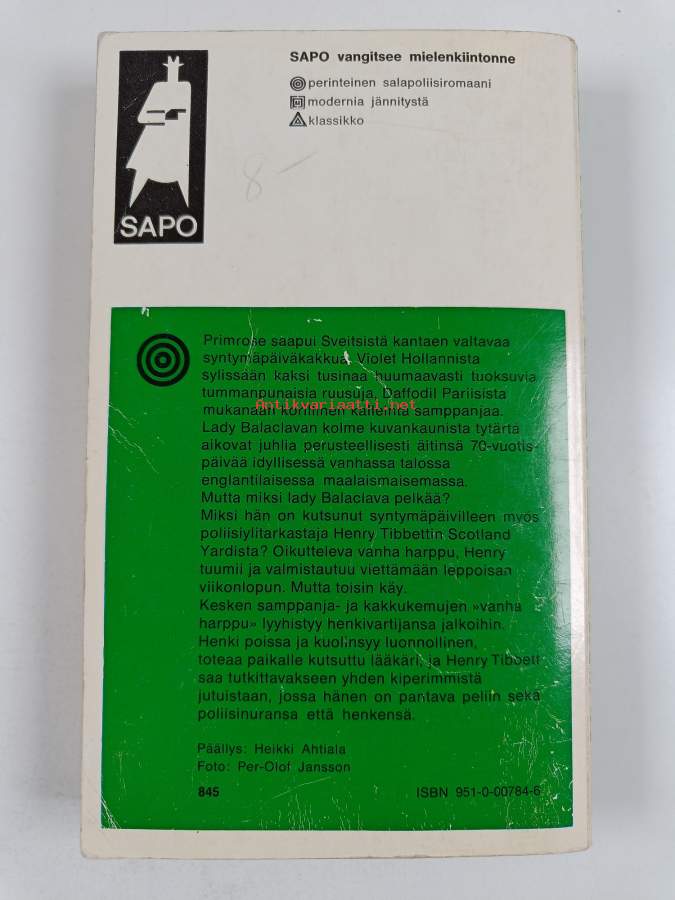 SAPO
SAPO vangitsee mielenkiintonne
perinteinen salapoliisiromaani
modernia jännitystä
klassikko
8-
Primrose saapui Sveitsistä kantaen valtavaa
syntymäpäiväkakkua, Violet Hollannista
sylissään kaksi tusinaa huumaavasti tuoksuvia
tummanpunaisia ruusuja, Daffodil Pariisista
Antikvariaatti.net
mukanaan samppanjaa.
Lady Balaclavan kolme kuvankaunista tytärtä
aikovat juhlia perusteellisesti äitinsä 70-vuotis-
päivää idyllisessä vanhassa talossa
englantilaisessa maalaismaisemassa.
Mutta miksi lady Balaclava pelkää?
Miksi hän on kutsunut syntymäpäivilleen myös
poliisiylitarkastaja Henry Tibbettin Scotland
Yardista? Oikutteleva vanha harppu, Henry
tuumii ja valmistautuu viettämään leppoisan
viikonlopun. Mutta toisin käy.
Kesken samppanja- ja kakkukemujen »vanha
harppu» lyyhistyy henkivartijansa jalkoihin.
Henki poissa ja kuolinsyy luonnollinen,
toteaa paikalle kutsuttu lääkäri, ja Henry Tibbett
saa tutkittavakseen yhden kiperimmistä
jutuistaan, jossa hänen on pantava peliin sekä
poliisinuransa että henkensä.
Päällys: Heikki Ahtiala
Foto: Per-Olof Jansson
845
ISBN 951-0-00784-6